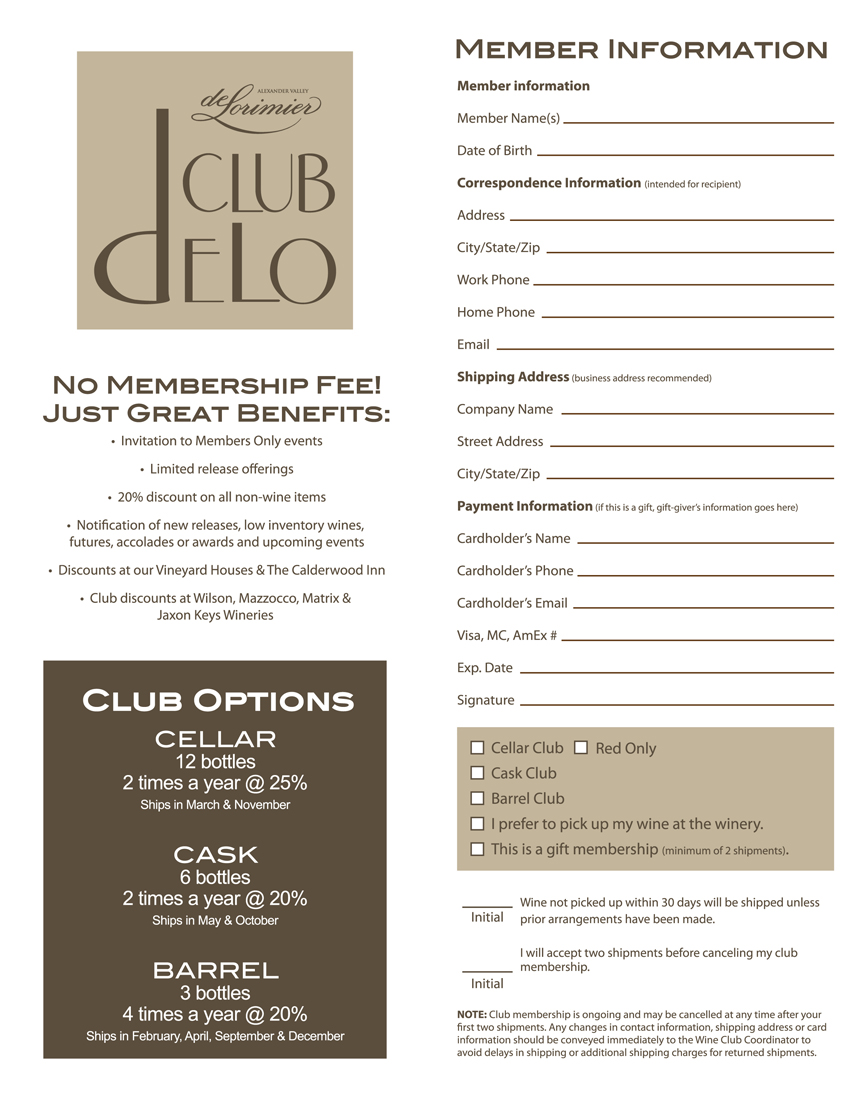 ALEXANDER VALLEY
deLorimier
CLUB
deLO
No Membership Fee!
Just Great Benefits:
• Invitation to Members Only events
• Limited release offerings
• 20% discount on all non-wine items
• Notification of new releases, low inventory wines,
futures, accolades or awards and upcoming events
• Discounts at our Vineyard Houses & The Calderwood Inn
• Club discounts at Wilson, Mazzocco, Matrix &
Jaxon Keys Wineries
Club Options
CELLAR
12 bottles
2 times a year @ 25%
Ships in March & November
CASK
6 bottles
2 times a year @ 20%
Ships in May & October
BARREL
3 bottles
4 times a year @ 20%
Ships in February, April, September & December
Member Information
Member information
Member Name(s)
Date of Birth
Correspondence Information (intended for recipient)
Address
City/State/Zip
Work Phone
Home Phone
Email
Shipping Address (business address recommended)
Company Name
Street Address
City/State/Zip
Payment Information (if this is a gift, gift-giver's information goes here)
Cardholder's Name
Cardholder's Phone
Cardholder's Email
Visa, MC, AmEx #
Exp. Date
Signature
Cellar Club Red Only
Cask Club
Barrel Club
I prefer to pick up my wine at the winery.
This is a gift membership (minimum of 2 shipments).
Wine not picked up within 30 days will be shipped unless
Initial prior arrangements have been made.
I will accept two shipments before canceling my club
membership.
Initial
NOTE: Club membership is ongoing and may be cancelled at any time after your
first two shipments. Any changes in contact information, shipping address or card
information should be conveyed immediately to the Wine Club Coordinator to
avoid delays in shipping or additional shipping charges for returned shipments.